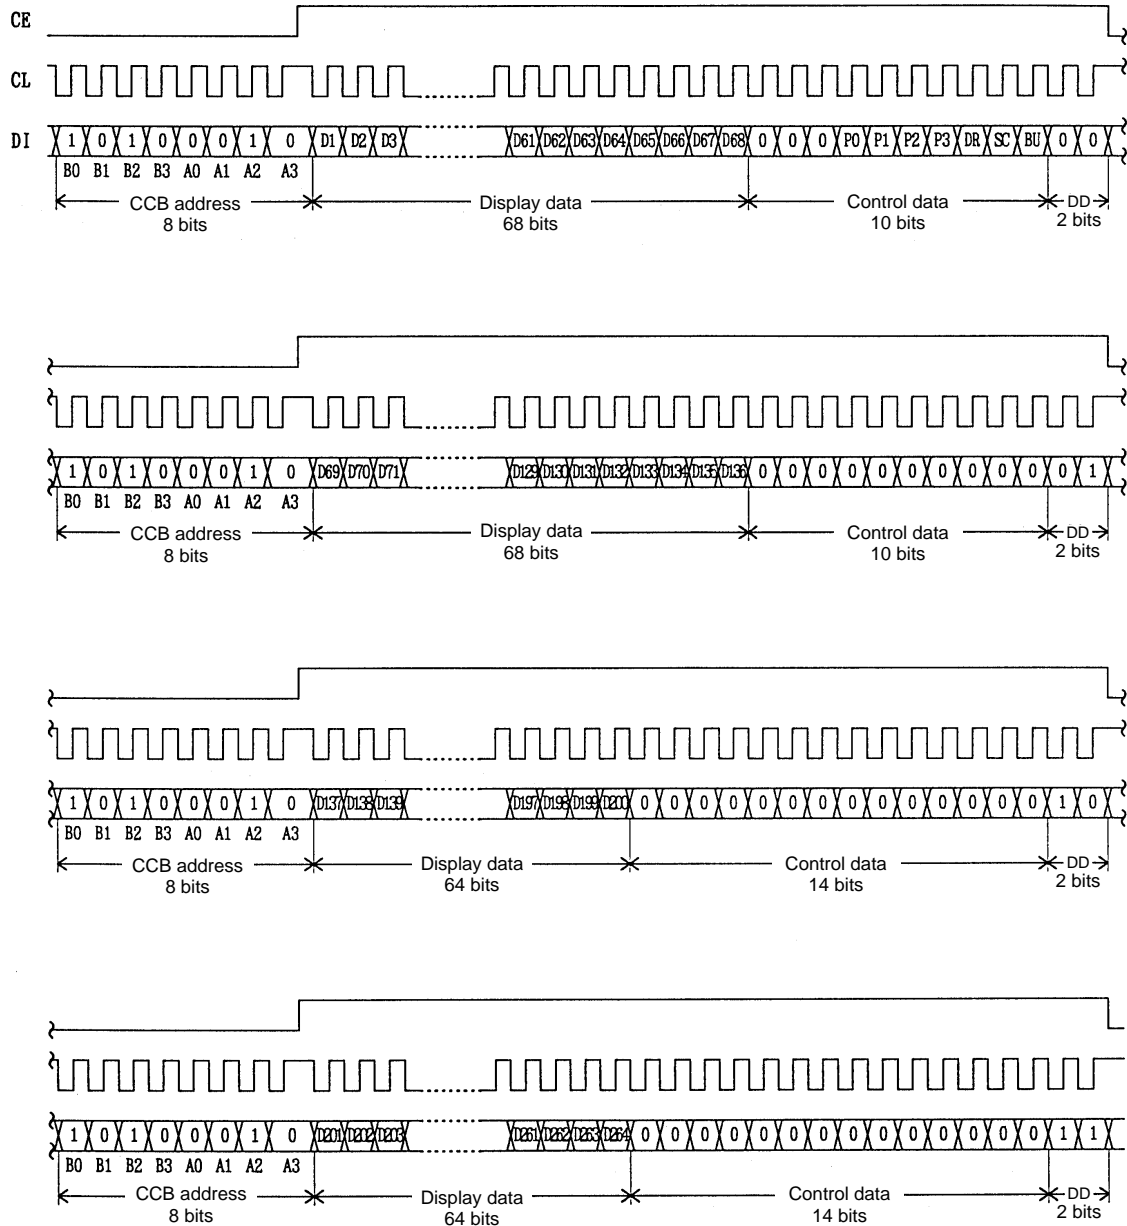 CE
CL
DI 1 0 1 0 0 0 1 0 D1 D2 D3 D61 D62 D63 D64 D65 D66 D67 D68 0 0 0 P0 P1 P2 P3 DR SC BU 0 0
B0 B1 B2 B3 A0 A1 A2 A3
CCB address Display data Control data DD
8 bits 68 bits 10 bits 2 bits
1 0 1 0 0 0 1 0 D69 D70 D71 D129 D130 D131 D132 D133 D134 D135 D136 0 0 0 0 0 0 0 0 0 0 0 1
B0 B1 B2 B3 A0 A1 A2 A3
CCB address Display data Control data DD
8 bits 68 bits 10 bits 2 bits
1 0 1 0 0 0 1 0 D137 D138 D139 D197 D198 D199 D200 0 0 0 0 0 0 0 0 0 0 0 0 0 0 1 0
B0 B1 B2 B3 A0 A1 A2 A3
CCB address Display data Control data DD
8 bits 64 bits 14 bits 2 bits
1 0 1 0 0 0 1 0 D201 D202 D203 D261 D262 D263 D264 0 0 0 0 0 0 0 0 0 0 0 0 0 0 1 1
B0 B1 B2 B3 A0 A1 A2 A3
CCB address Display data Control data DD
8 bits 64 bits 14 bits 2 bits